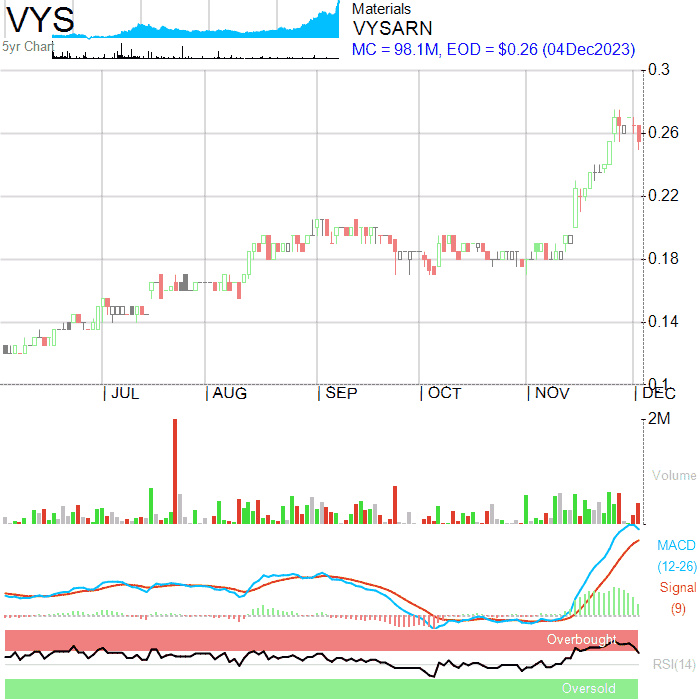 VYS
5yr Chart
Materials
VYSARN
MC = 98.1M, EOD = $0.26 (04Dec2023)
0.3
0.26
0.22
0.18
0.14
0.1
JUL
AUG
SEP
OCT
NOV
DEC
2M
Volume
MACD
(12-26)
Signal
(9)
Overbought
RSI(14)
Oversold